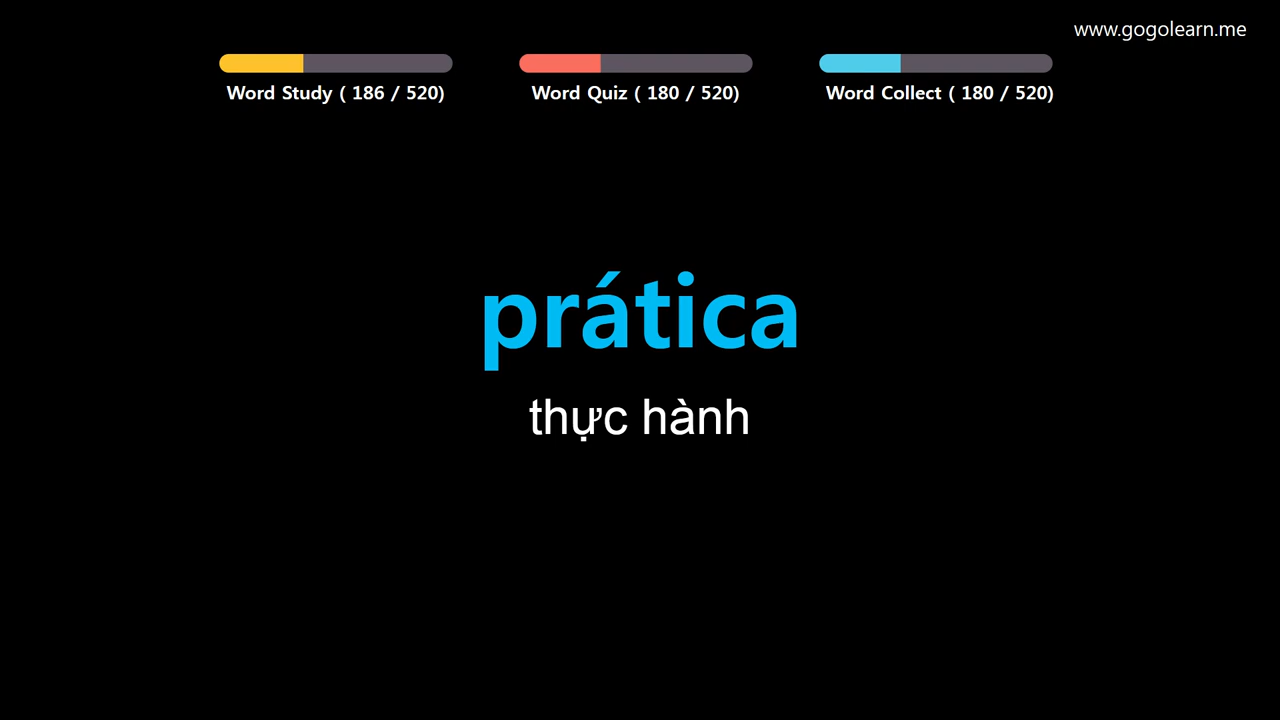 www.gogolearn.me
Word Study ( 186 / 520)
Word Quiz ( 180 / 520)
Word Collect ( 180 / 520)
prática
thực hành